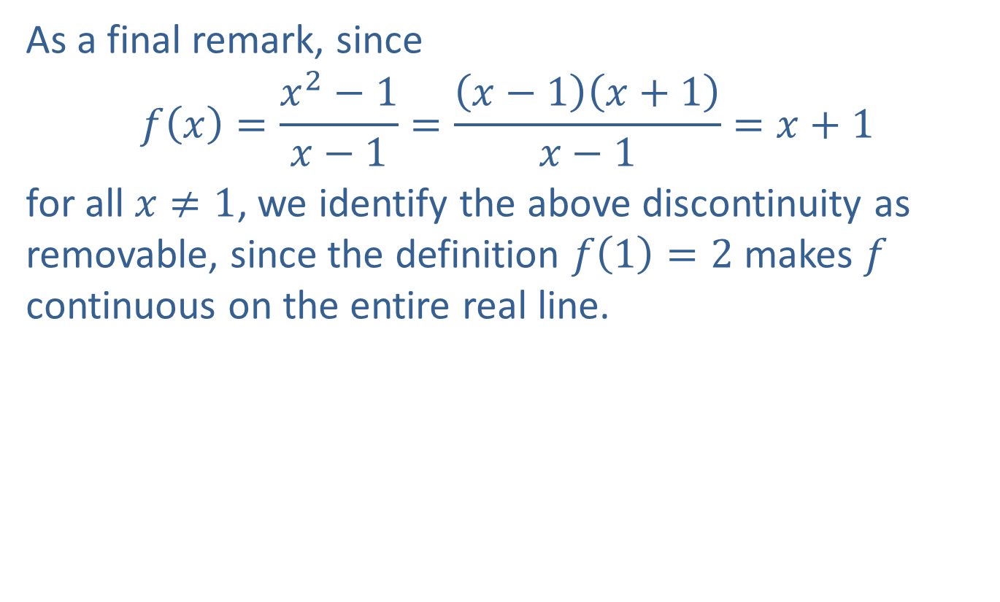 As a final remark, since
f(x) = \frac{x^2 - 1}{x - 1} = \frac{(x - 1)(x + 1)}{x - 1} = x + 1
for all x ≠ 1, we identify the above discontinuity as
removable, since the definition f(1) = 2 makes f
continuous on the entire real line.